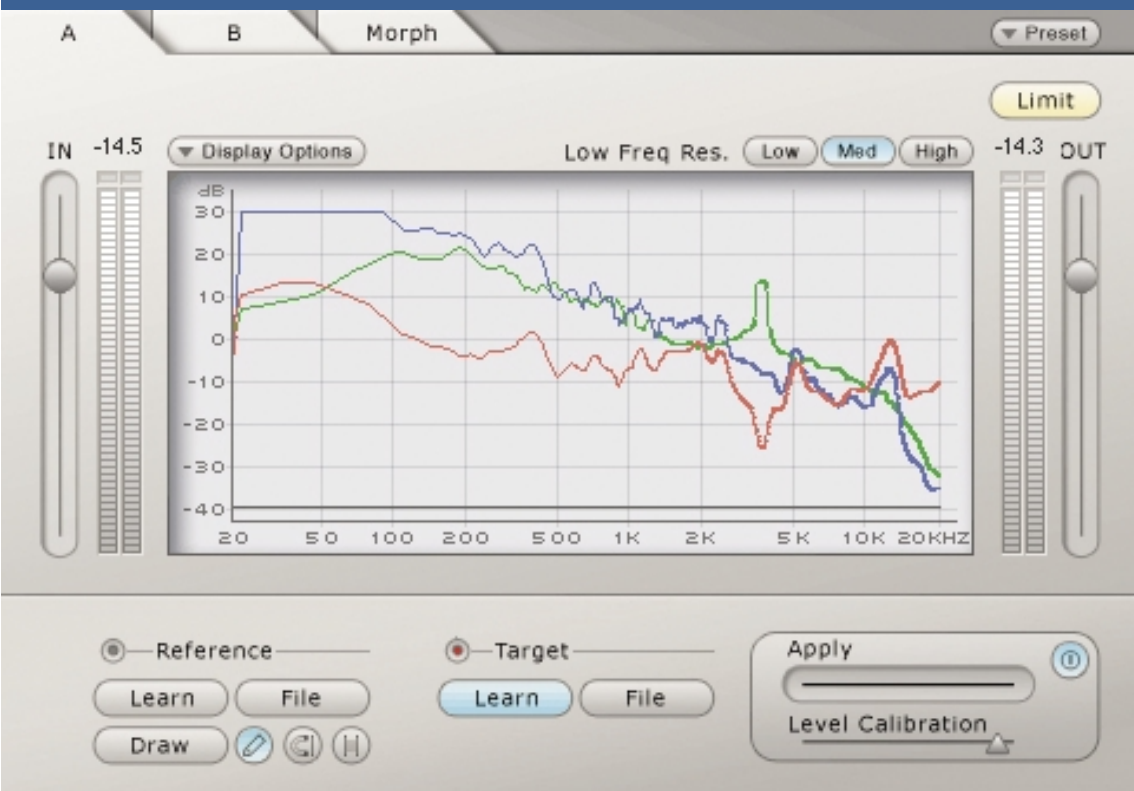 A B Morph Preset
Limit
IN -14.5 Display Options Low Freq Res. Low Med High -14.3 OUT
dB
30
20
10
0
-10
-20
-30
-40
20 50 100 200 500 1K 2K 5K 10K 20KHZ
Reference Target Apply
Learn File Learn File
Level Calibration
Draw